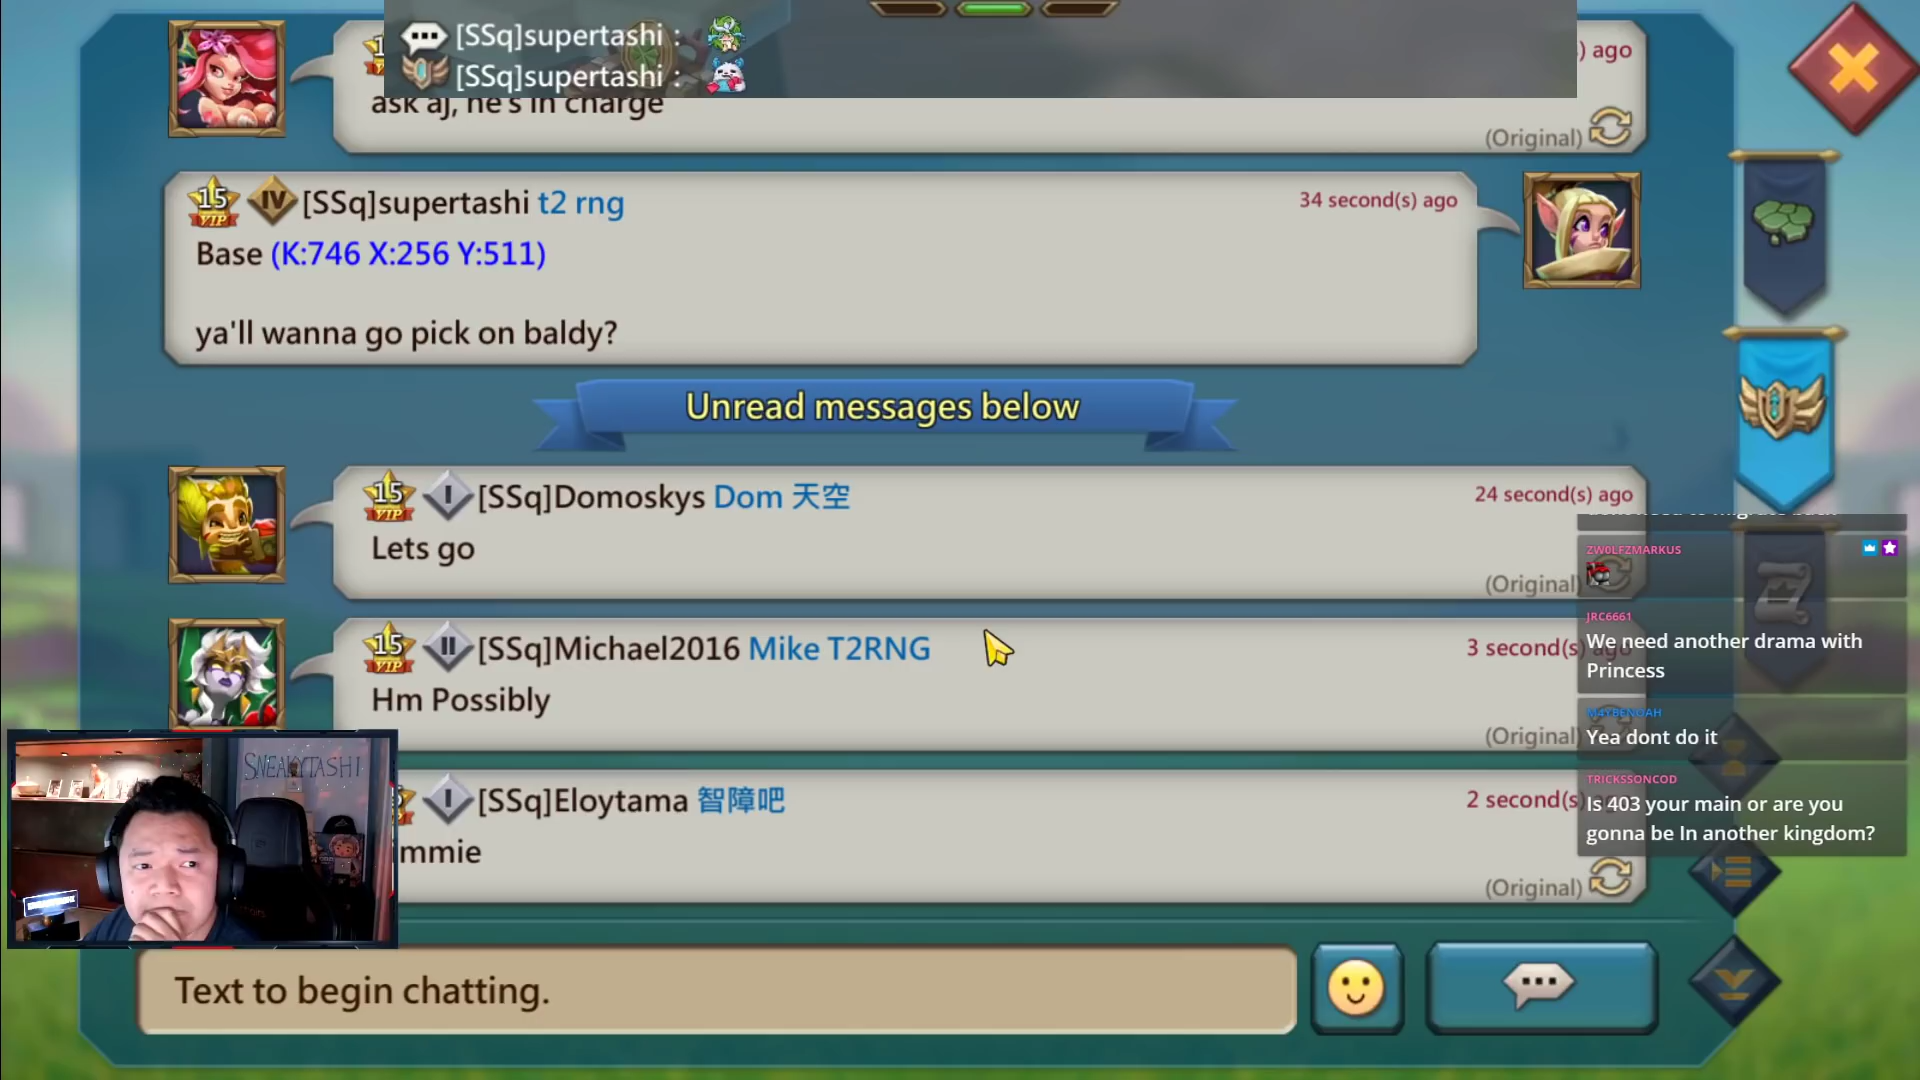 [SSq]supertashi :
[SSq]supertashi :
) ago
ask aj, he's in charge
(Original)
15 VIP IV [SSq]supertashi t2 rng
34 second(s) ago
Base (K:746 X:256 Y:511)
ya'll wanna go pick on baldy?
Unread messages below
15 VIP I [SSq]Domoskys Dom 天空
24 second(s) ago
Lets go
(Original)
15 VIP II [SSq]Michael2016 Mike T2RNG
3 second(s)
Hm Possibly
(Original)
I [SSq]Eloytama 智障吧
2 second(s)
mmie
(Original)
ZW0LFZMARKUS
JRC6661
We need another drama with
Princess
M4YBENOAH
Yea dont do it
TRICKSSONCOD
Is 403 your main or are you
gonna be In another kingdom?
SNEAKYTASHI
Text to begin chatting.